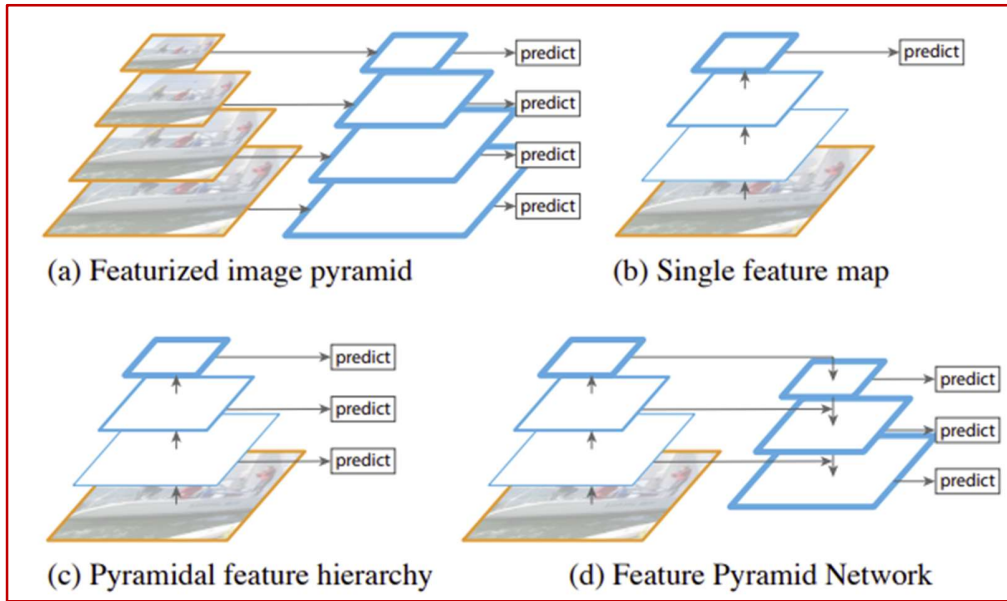 predict
predict
predict
predict
(a) Featurized image pyramid
predict
(b) Single feature map
predict
predict
predict
(c) Pyramidal feature hierarchy
predict
predict
predict
(d) Feature Pyramid Network